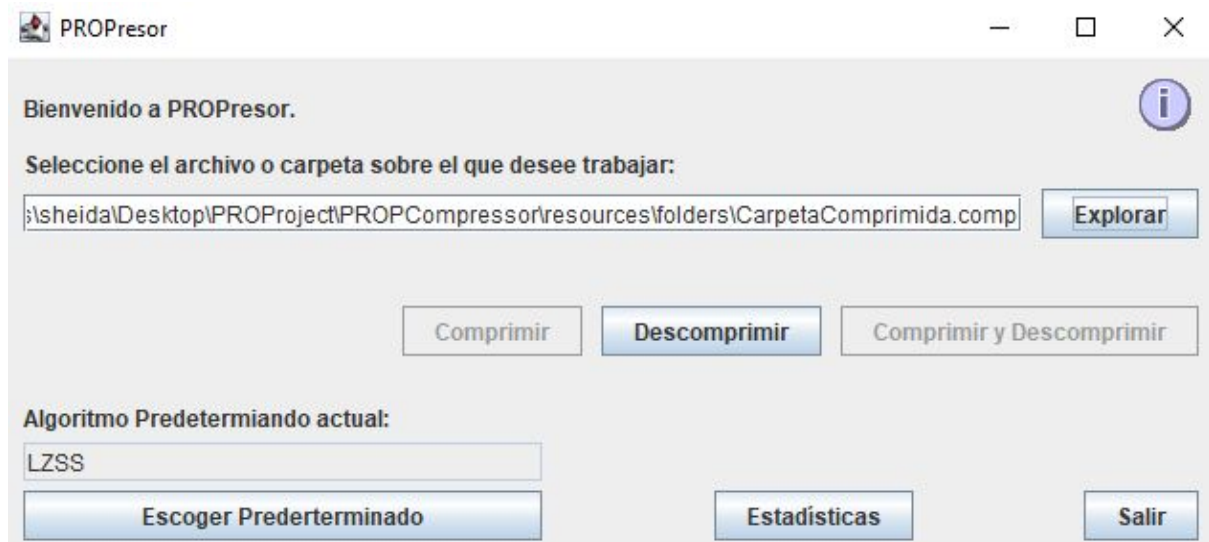 PROPresor
Bienvenido a PROPresor.
Seleccione el archivo o carpeta sobre el que desee trabajar:
s\sheida\Desktop\PROProject\PROPCompressor\resources\folders\CarpetaComprimida.comp Explorar
Comprimir Descomprimir Comprimir y Descomprimir
Algoritmo Predetermiando actual:
LZSS
Escoger Prederterminado Estadísticas Salir